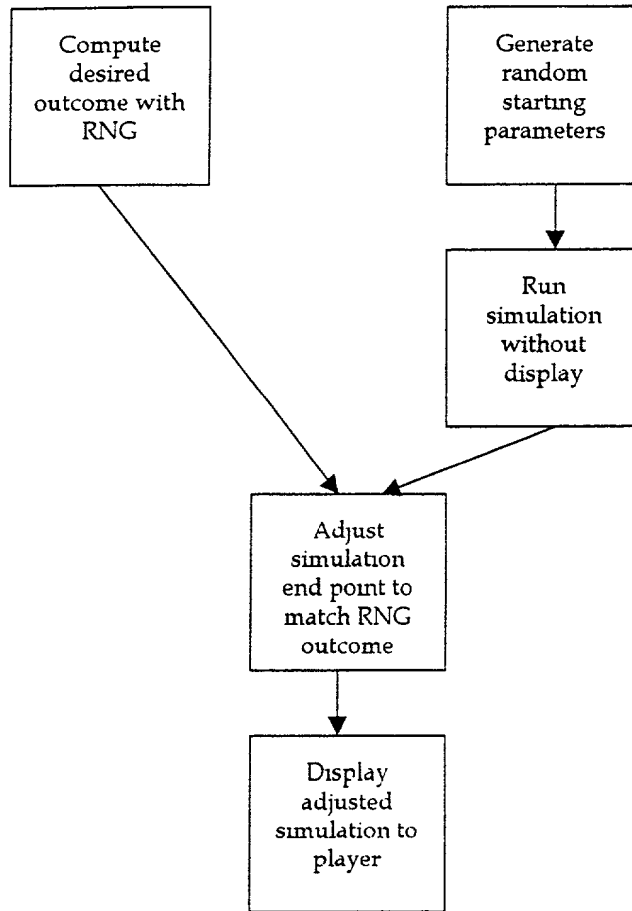 Compute
desired
outcome with
RNG
Generate
random
starting
parameters
Run
simulation
without
display
Adjust
simulation
end point to
match RNG
outcome
Display
adjusted
simulation to
player